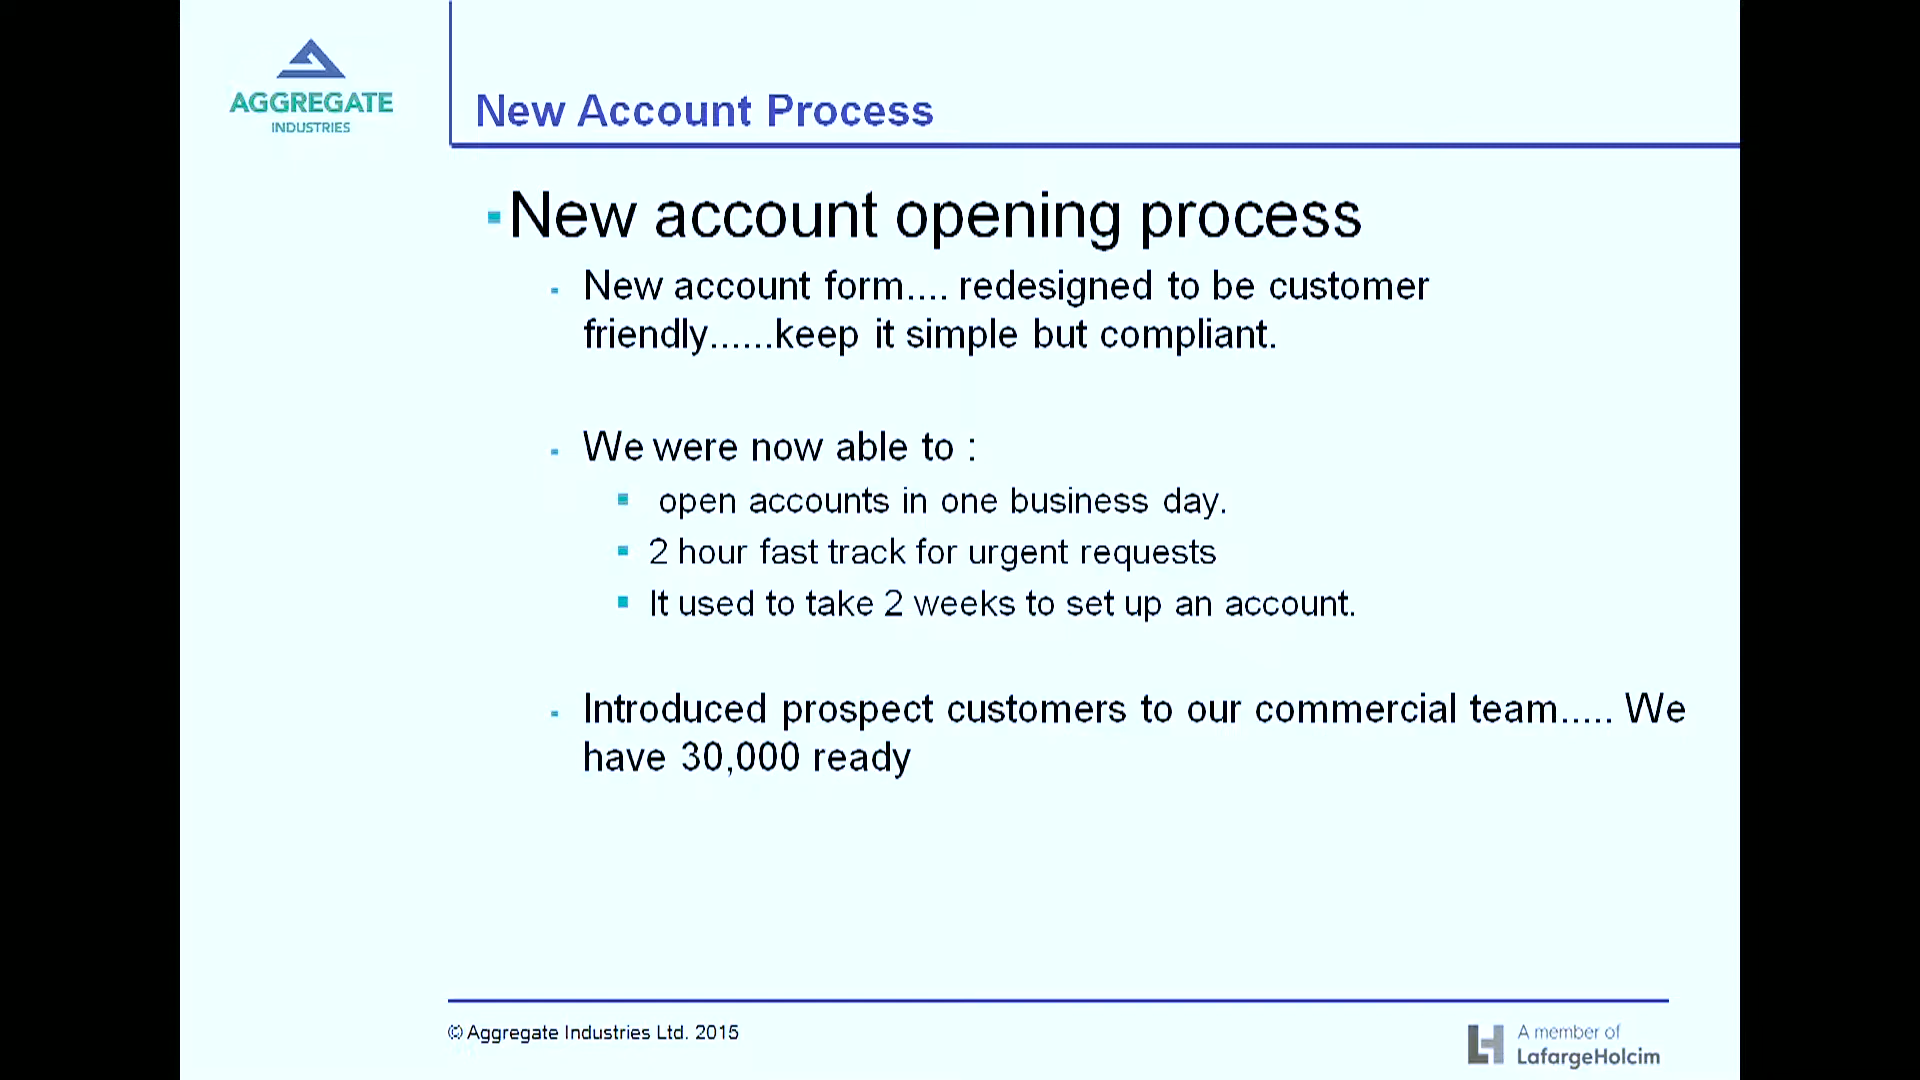 AGGREGATE
INDUSTRIES
New Account Process
New account opening process
- New account form.... redesigned to be customer
friendly......keep it simple but compliant.
- We were now able to :
open accounts in one business day.
2 hour fast track for urgent requests
It used to take 2 weeks to set up an account.
- Introduced prospect customers to our commercial team..... We
have 30,000 ready
© Aggregate Industries Ltd. 2015
A member of
LafargeHolcim